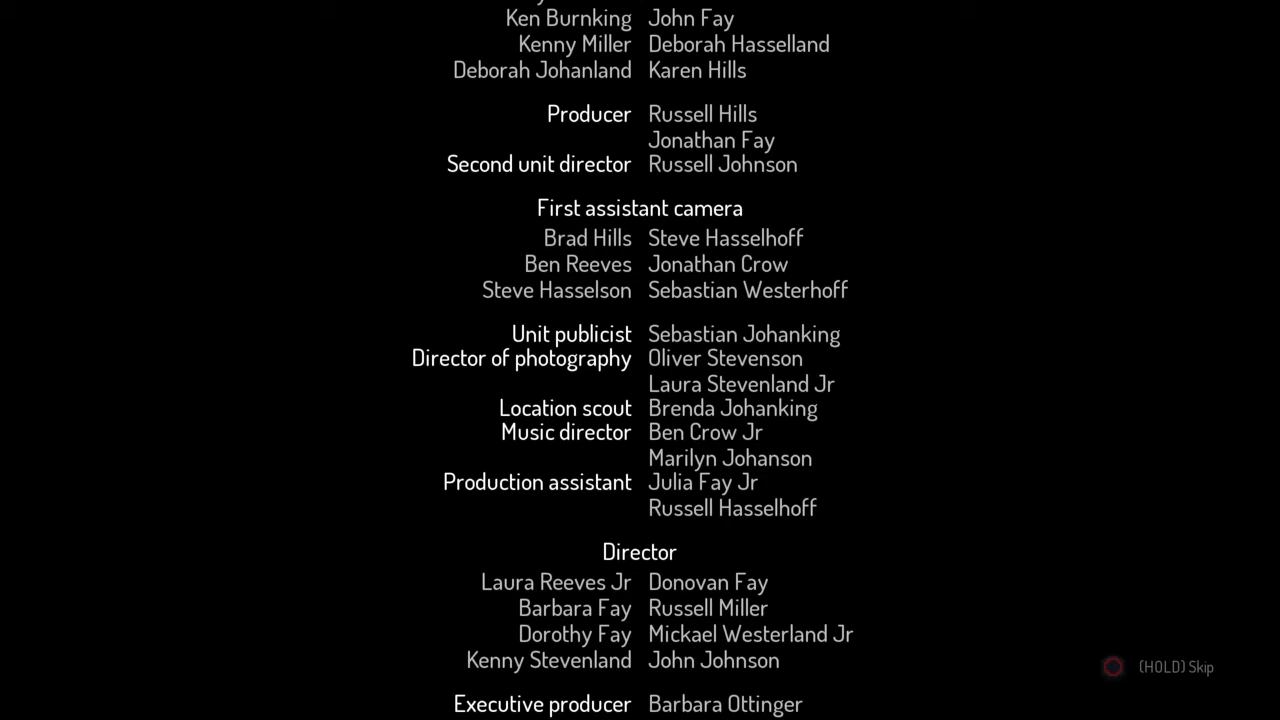 Ken Burnking John Fay
Kenny Miller Deborah Hasselland
Deborah Johanland Karen Hills
Producer Russell Hills
Jonathan Fay
Second unit director Russell Johnson
First assistant camera
Brad Hills Steve Hasselhoff
Ben Reeves Jonathan Crow
Steve Hasselson Sebastian Westerhoff
Unit publicist Sebastian Johanking
Director of photography Oliver Stevenson
Laura Stevenland Jr
Location scout Brenda Johanking
Music director Ben Crow Jr
Marilyn Johanson
Production assistant Julia Fay Jr
Russell Hasselhoff
Director
Laura Reeves Jr Donovan Fay
Barbara Fay Russell Miller
Dorothy Fay Mickael Westerland Jr
Kenny Stevenland John Johnson
(HOLD) Skip
Executive producer Barbara Ottinger